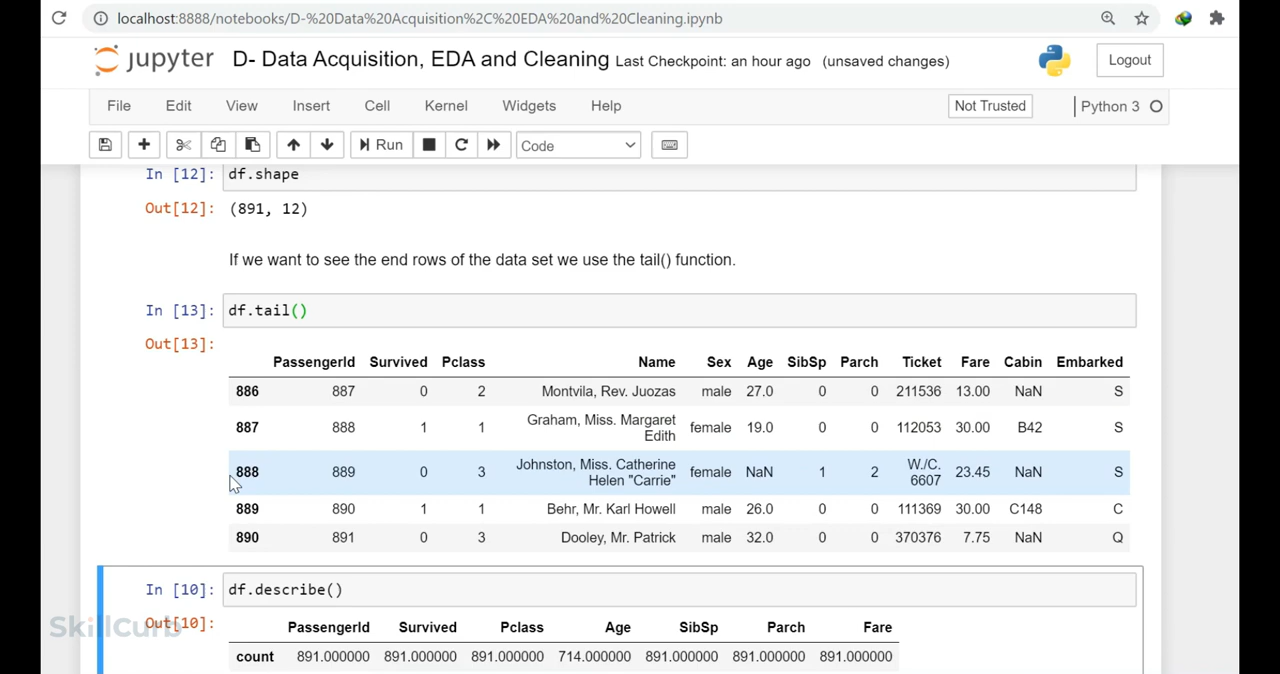 localhost:8888/notebooks/D-%20Data%20Acquisition%2C%20EDA%20and%20Cleaning.ipynb
jupyter D- Data Acquisition, EDA and Cleaning Last Checkpoint: an hour ago (unsaved changes) Logout
File Edit View Insert Cell Kernel Widgets Help Not Trusted Python 3
Run Code
In [12]: df.shape
Out[12]: (891, 12)
If we want to see the end rows of the data set we use the tail() function.
In [13]: df.tail()
Out[13]:
PassengerId Survived Pclass Name Sex Age SibSp Parch Ticket Fare Cabin Embarked
886 887 0 2 Montvila, Rev. Juozas male 27.0 0 0 211536 13.00 NaN S
887 888 1 1 Graham, Miss. Margaret Edith female 19.0 0 0 112053 30.00 B42 S
888 889 0 3 Johnston, Miss. Catherine Helen "Carrie" female NaN 1 2 W./C. 6607 23.45 NaN S
889 890 1 1 Behr, Mr. Karl Howell male 26.0 0 0 111369 30.00 C148 C
890 891 0 3 Dooley, Mr. Patrick male 32.0 0 0 370376 7.75 NaN Q
In [10]: df.describe()
Out[10]:
SkillCurb
PassengerId Survived Pclass Age SibSp Parch Fare
count 891.000000 891.000000 891.000000 714.000000 891.000000 891.000000 891.000000